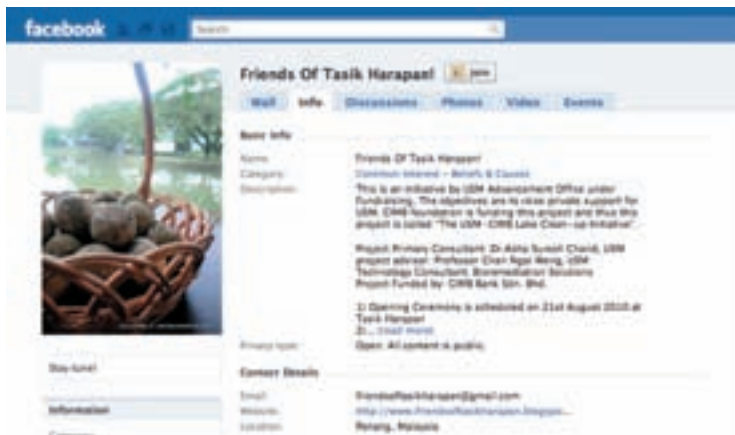 facebook
Search
Friends Of Tasik Harapan!
Join
Wall Info Discussions Photos Video Events
Basic Info
Name: Friends Of Tasik Harapan!
Category: Common Interest - Beliefs & Causes
Description: This is an initiative by USM Advancement Office under
Fundraising. The objectives are to raise private support for
USM. CIMB Foundation is funding this project and thus this
project is called "The USM-CIMB Lake Clean-up Initiative".
Project Primary Consultant: Dr. Asha Suresh Chand, USM
project advisor: Professor Chan Ngai Weng, USM
Technology Consultant: Bioremediation Solutions
Project Funded by: CIMB Bank Sdn. Bhd.
1) Opening Ceremony is scheduled on 21st August 2010 at
Tasik Harapan
2)... (read more)
Privacy type: Open: All content is public.
Stay tune!
Contact Details
Email: friendsoftasikharapan@gmail.com
Information
Website: http://www.friendsoftasikharapan.blogspo...
Location: Penang, Malaysia
Category: